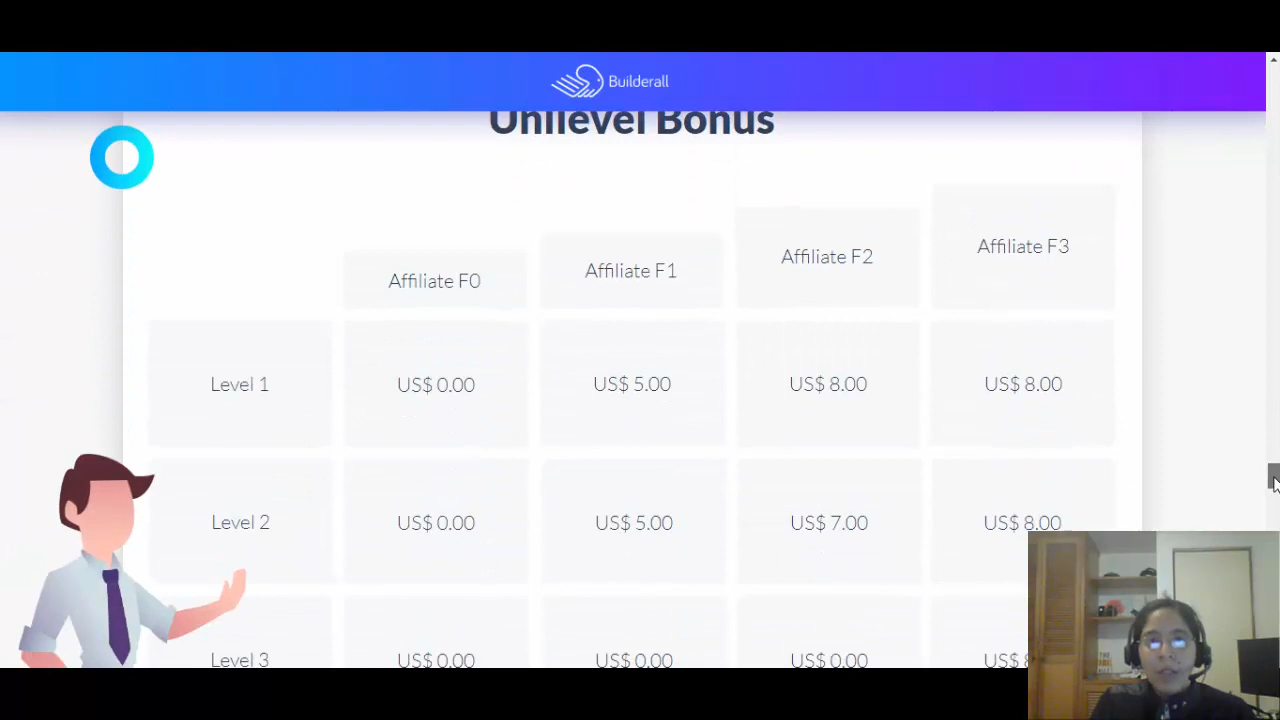 Builderall
Unilevel Bonus
Affiliate F0 Affiliate F1 Affiliate F2 Affiliate F3
Level 1 US$ 0.00 US$ 5.00 US$ 8.00 US$ 8.00
Level 2 US$ 0.00 US$ 5.00 US$ 7.00 US$ 8.00
Level 3 US$ 0.00 US$ 0.00 US$ 0.00 US$